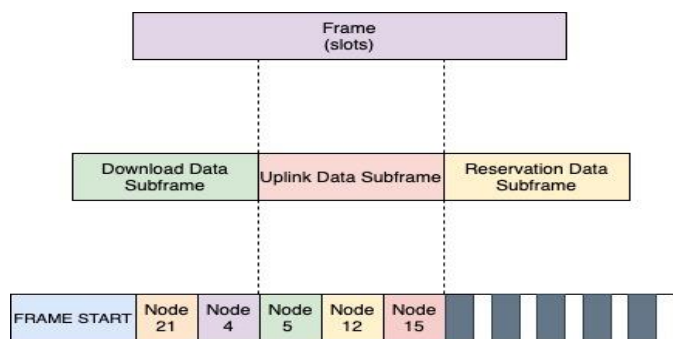 Frame
(slots)
Download Data
Subframe
Uplink Data Subframe
Reservation Data
Subframe
FRAME START
Node
21
Node
4
Node
5
Node
12
Node
15